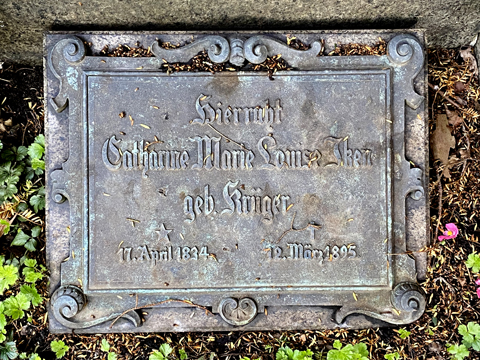 Hier ruht
Catharine Marie Louise Iken
geb. Krüger
17. April 1834. 12. März 1895.